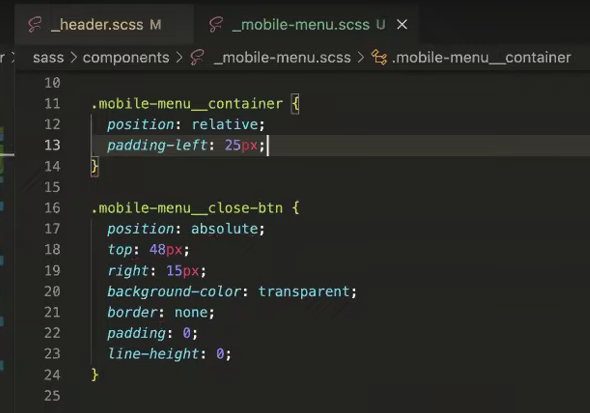 _header.scss M
_mobile-menu.scss U
r > sass > components > _mobile-menu.scss > .mobile-menu__container
10
11 .mobile-menu__container {
12 position: relative;
13 padding-left: 25px;
14 }
15
16 .mobile-menu__close-btn {
17 position: absolute;
18 top: 48px;
19 right: 15px;
20 background-color: transparent;
21 border: none;
22 padding: 0;
23 line-height: 0;
24 }
25